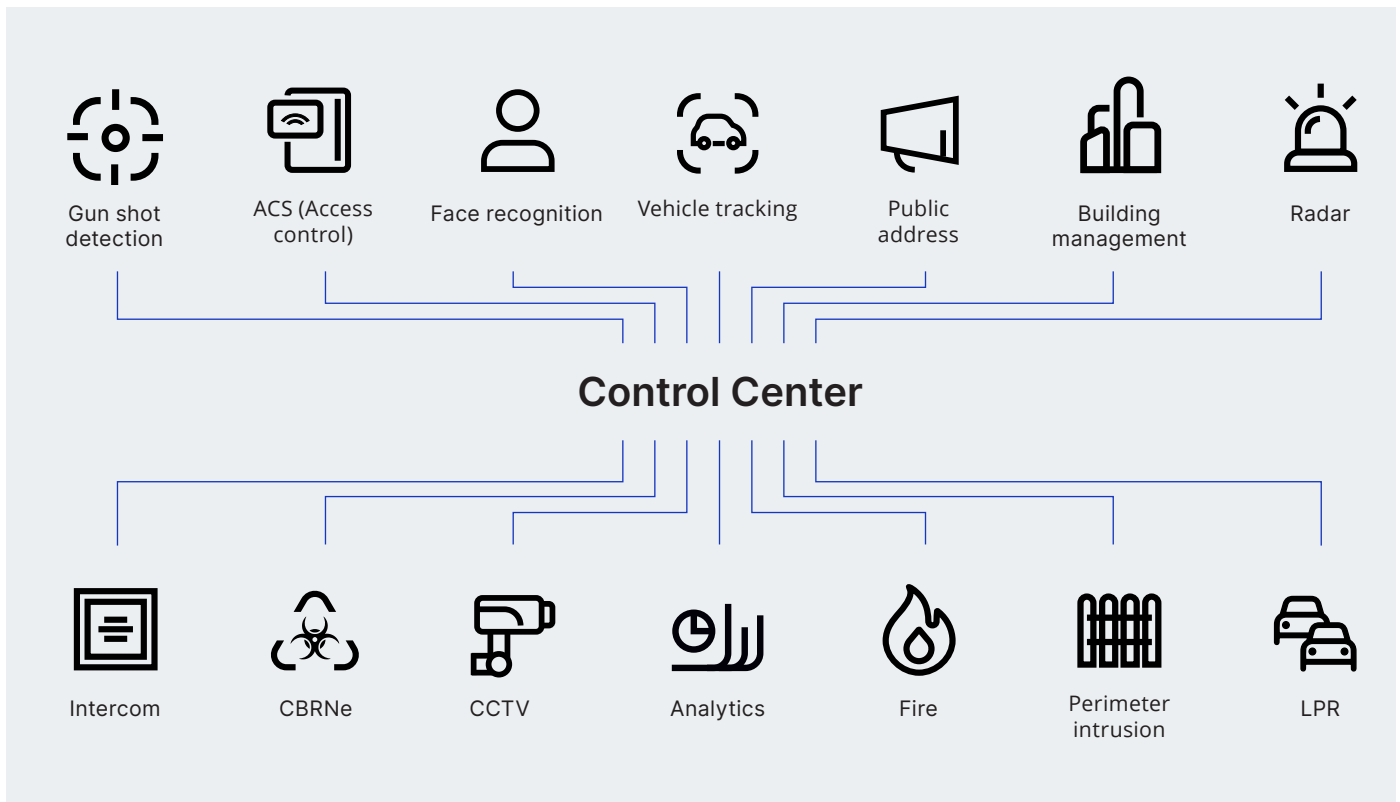 Gun shot
detection
ACS (Access
control)
Face recognition
Vehicle tracking
Public
address
Building
management
Radar
Control Center
Intercom
CBRNe
CCTV
Analytics
Fire
Perimeter
intrusion
LPR